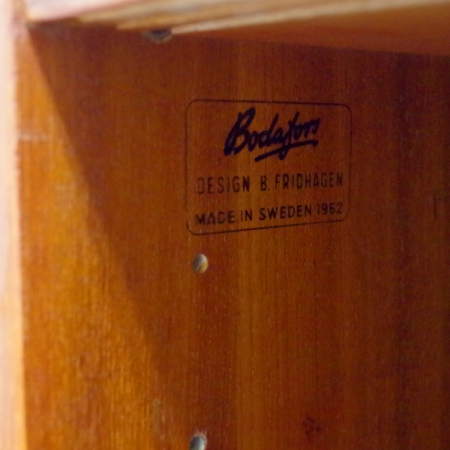 Bodafors
DESIGN B. FRIDHAGEN
MADE IN SWEDEN 1962